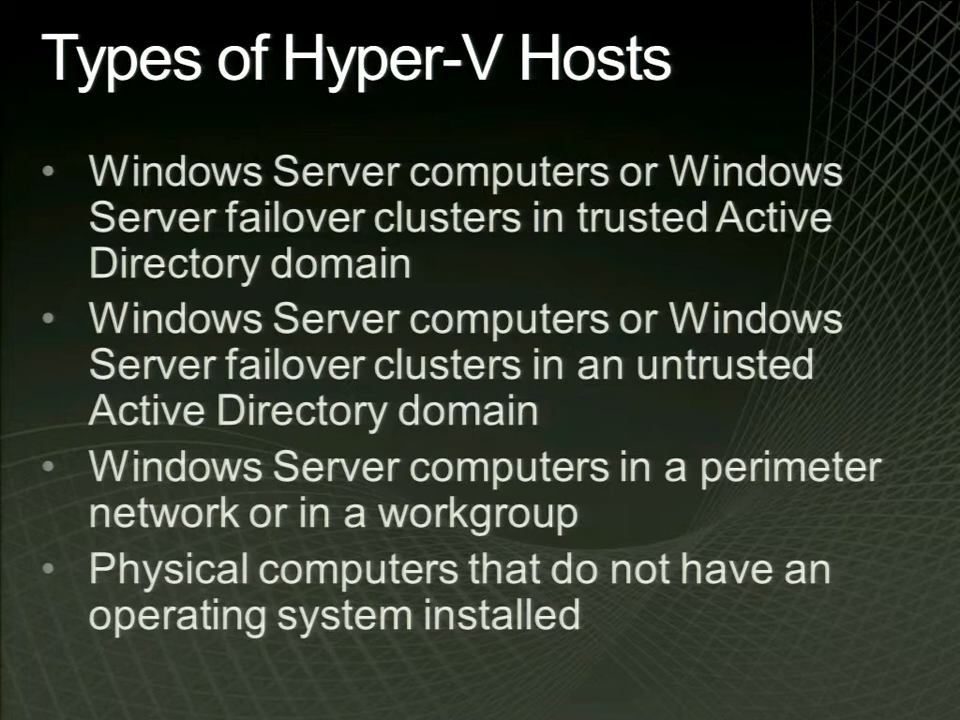 Types of Hyper-V Hosts
• Windows Server computers or Windows
Server failover clusters in trusted Active
Directory domain
• Windows Server computers or Windows
Server failover clusters in an untrusted
Active Directory domain
• Windows Server computers in a perimeter
network or in a workgroup
• Physical computers that do not have an
operating system installed